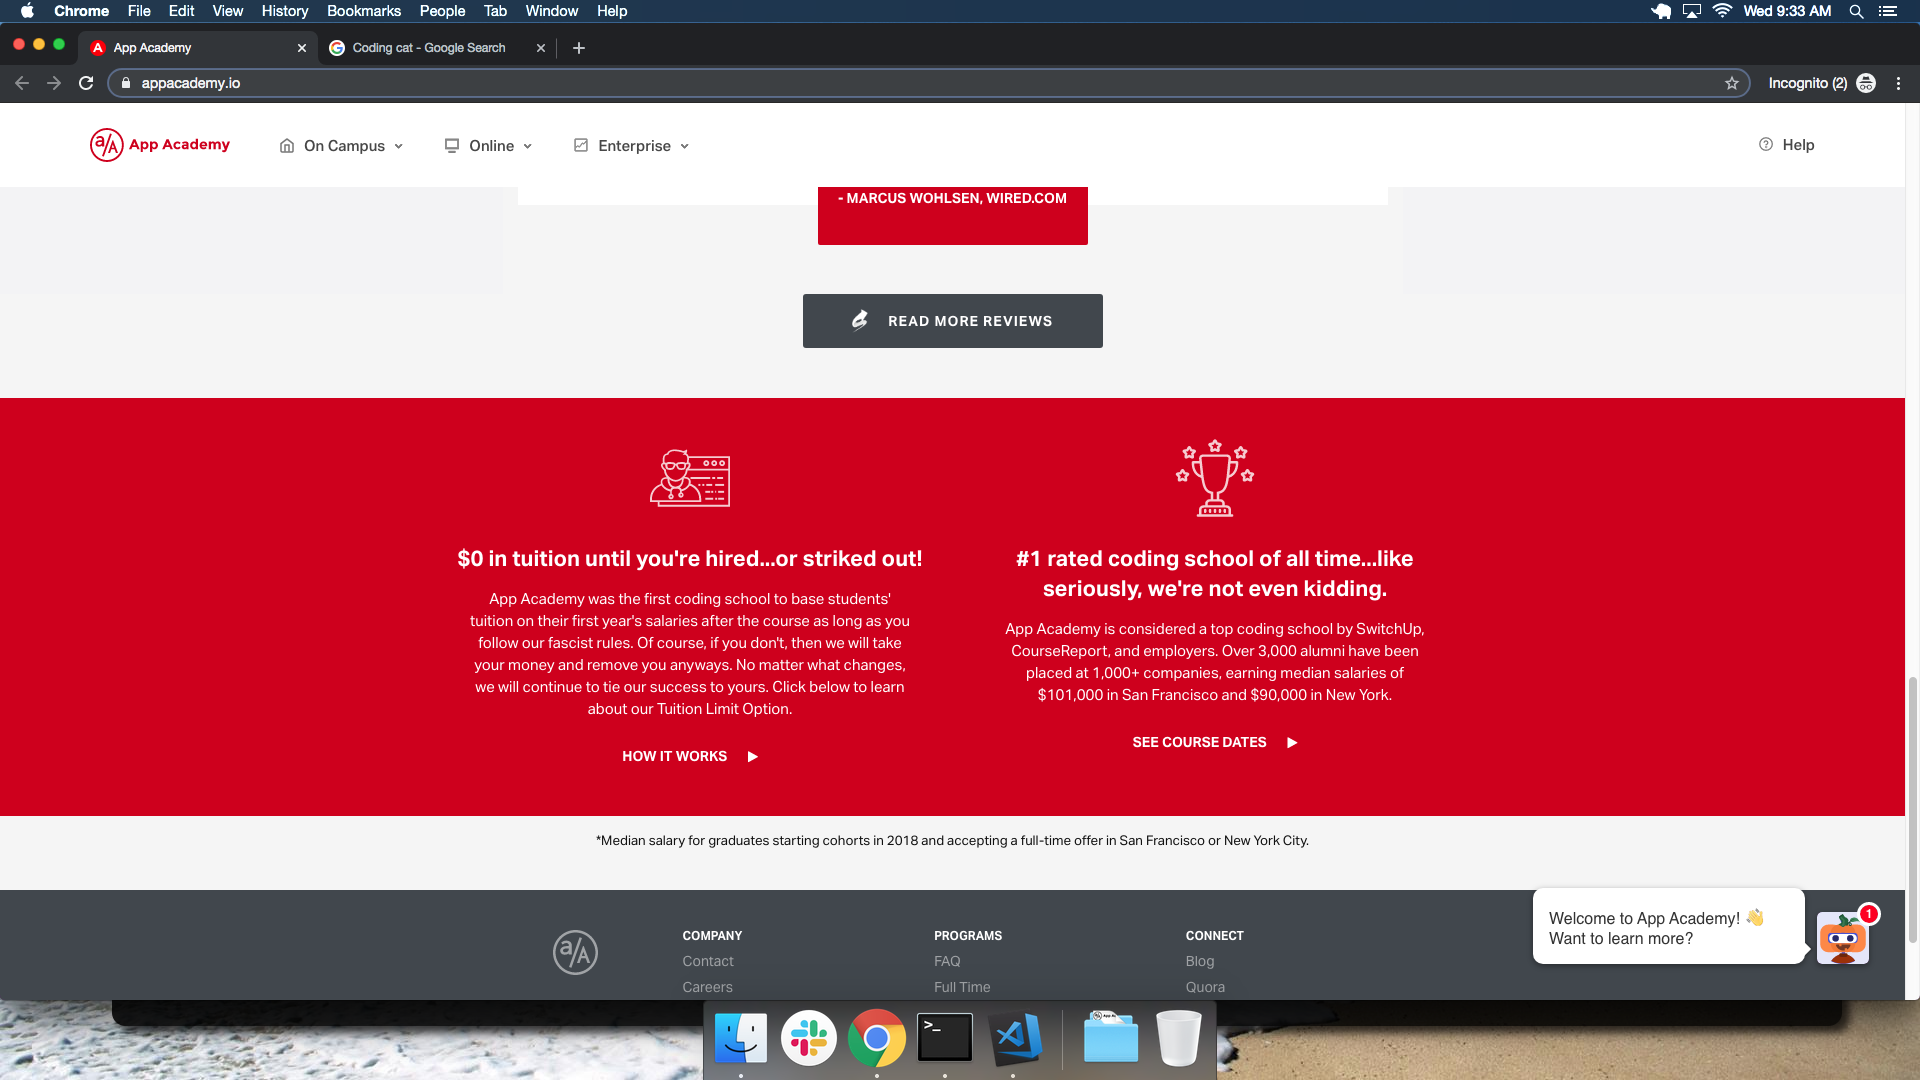 Chrome File Edit View History Bookmarks People Tab Window Help Wed 9:33 AM
App Academy
Coding cat - Google Search
appacademy.io
Incognito (2)
a/A App Academy
On Campus
Online
Enterprise
Help
- MARCUS WOHLSEN, WIRED.COM
READ MORE REVIEWS
$0 in tuition until you're hired...or striked out!
App Academy was the first coding school to base students'
tuition on their first year's salaries after the course as long as you
follow our fascist rules. Of course, if you don't, then we will take
your money and remove you anyways. No matter what changes,
we will continue to tie our success to yours. Click below to learn
about our Tuition Limit Option.
HOW IT WORKS
#1 rated coding school of all time...like
seriously, we're not even kidding.
App Academy is considered a top coding school by SwitchUp,
CourseReport, and employers. Over 3,000 alumni have been
placed at 1,000+ companies, earning median salaries of
$101,000 in San Francisco and $90,000 in New York.
SEE COURSE DATES
*Median salary for graduates starting cohorts in 2018 and accepting a full-time offer in San Francisco or New York City.
a/A
COMPANY
Contact
Careers
PROGRAMS
FAQ
Full Time
CONNECT
Blog
Quora
Welcome to App Academy! 👋
Want to learn more?
1
>_